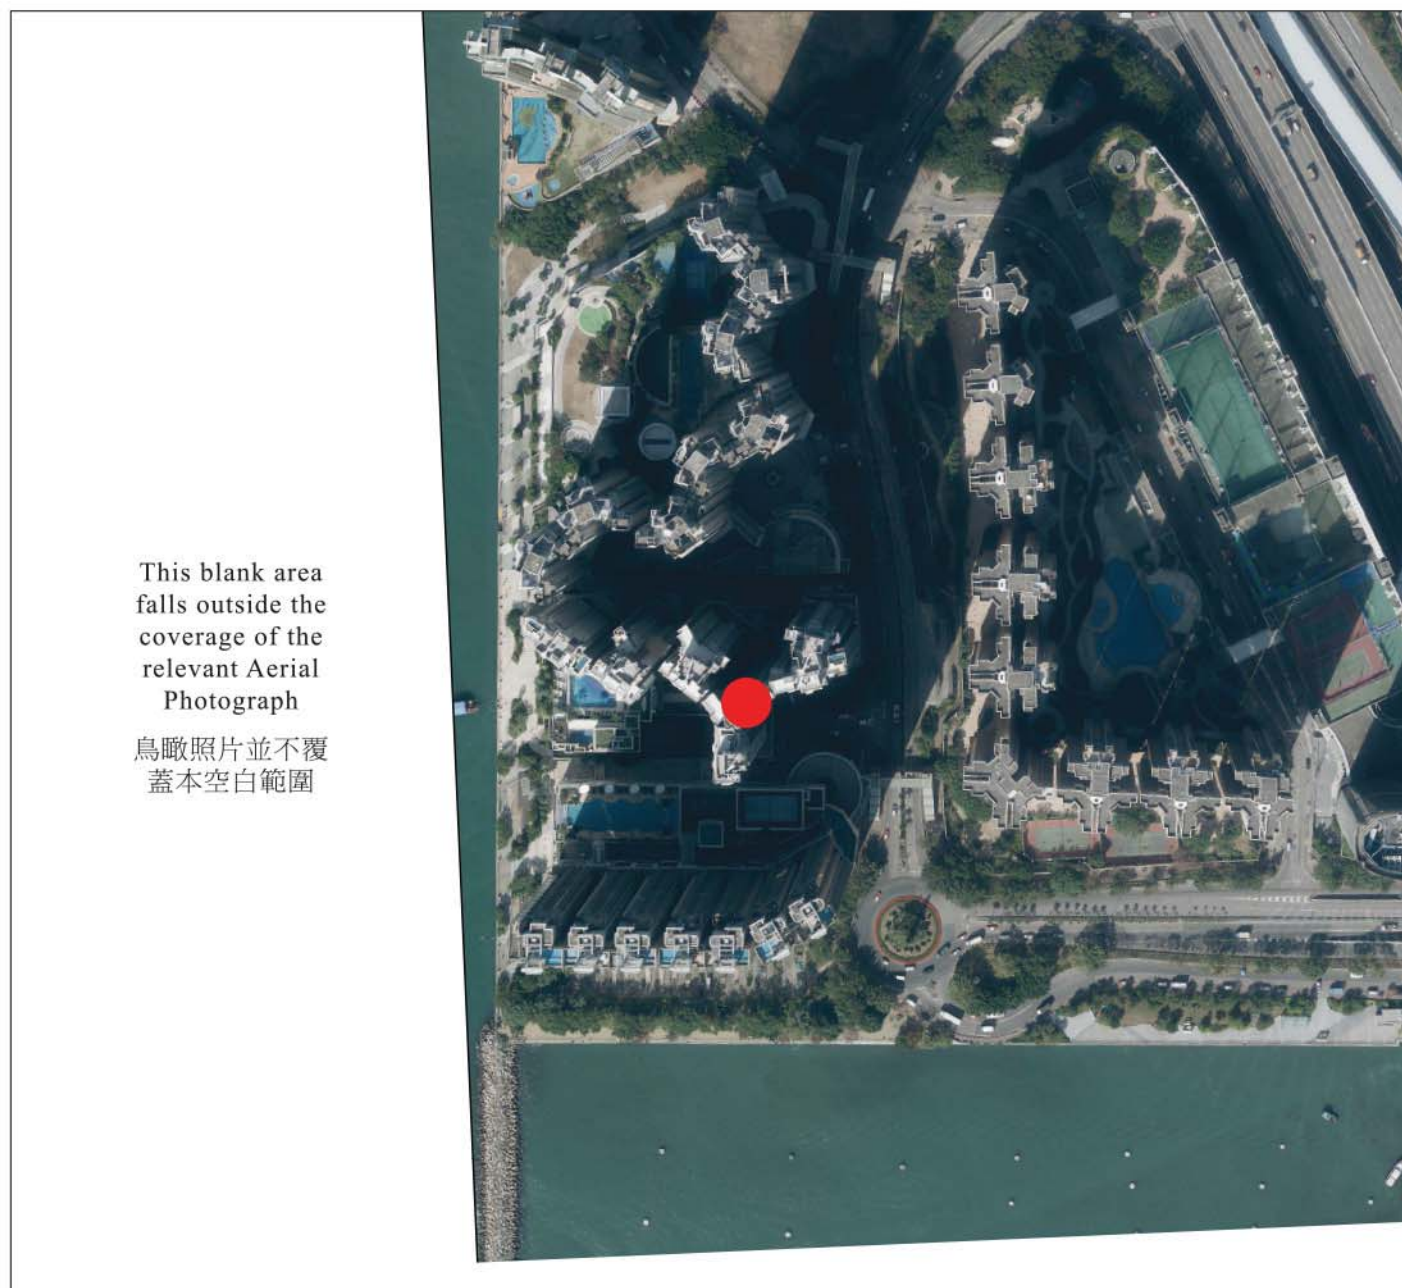 This blank area
falls outside the
coverage of the
relevant Aerial
Photograph
鳥瞰照片並不覆
蓋本空白範圍